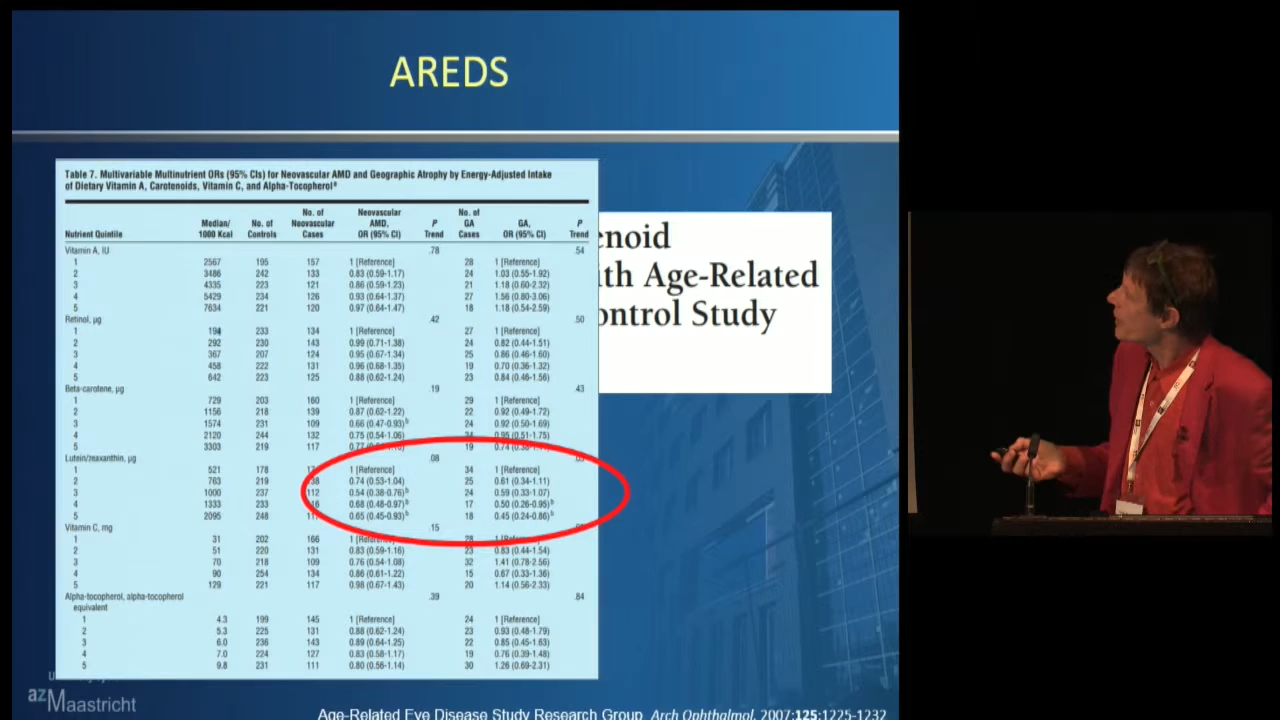 AREDS
Table 7. Multivariable Multinutrient ORs (95% CIs) for Neovascular AMD and Geographic Atrophy by Energy-Adjusted Intake
of Dietary Vitamin A, Carotenoids, Vitamin C, and Alpha-Tocopherolᵃ
Nutrient Quintile Median/ 1000 Kcal No. of Controls No. of Neovascular Cases Neovascular AMD, OR (95% CI) P Trend No. of GA Cases GA, OR (95% CI) P Trend
Vitamin A, IU .78 .54
1 2567 195 157 1 [Reference] 28 1 [Reference]
2 3486 242 133 0.83 (0.59-1.17) 24 1.03 (0.55-1.92)
3 4335 223 121 0.86 (0.59-1.23) 21 1.18 (0.60-2.32)
4 5429 234 126 0.93 (0.64-1.37) 27 1.56 (0.80-3.06)
5 7634 221 120 0.97 (0.64-1.47) 18 1.18 (0.54-2.59)
Retinol, µg .42 .50
1 194 233 134 1 [Reference] 27 1 [Reference]
2 292 230 143 0.99 (0.71-1.38) 24 0.82 (0.44-1.51)
3 367 207 124 0.95 (0.67-1.34) 25 0.86 (0.46-1.60)
4 458 222 131 0.96 (0.68-1.35) 19 0.70 (0.36-1.32)
5 642 223 125 0.88 (0.62-1.24) 23 0.84 (0.46-1.56)
Beta-carotene, µg .19 .43
1 729 203 160 1 [Reference] 29 1 [Reference]
2 1156 218 139 0.87 (0.62-1.22) 22 0.92 (0.49-1.72)
3 1574 231 109 0.66 (0.47-0.93)ᵇ 24 0.92 (0.50-1.69)
4 2120 244 132 0.75 (0.54-1.06) 0.95 (0.51-1.75)
5 3303 219 117 19
Lutein/zeaxanthin, µg .08
1 521 178 1 [Reference] 34 1 [Reference]
2 763 219 0.74 (0.53-1.04) 25 0.61 (0.34-1.11)
3 1000 237 112 0.54 (0.38-0.76)ᵇ 24 0.59 (0.33-1.07)
4 1333 233 0.68 (0.48-0.97)ᵇ 17 0.50 (0.26-0.95)ᵇ
5 2095 248 0.65 (0.45-0.93)ᵇ 18 0.45 (0.24-0.86)ᵇ
Vitamin C, mg .15
1 31 202 166 1 [Reference] 28 1 [Reference]
2 51 220 131 0.83 (0.59-1.16) 23 0.83 (0.44-1.54)
3 70 218 109 0.76 (0.54-1.08) 32 1.41 (0.78-2.56)
4 90 254 134 0.86 (0.61-1.22) 15 0.67 (0.33-1.36)
5 129 221 117 0.98 (0.67-1.43) 20 1.14 (0.56-2.33)
Alpha-tocopherol, alpha-tocopherol .39 .84
equivalent
1 4.3 199 145 1 [Reference] 24 1 [Reference]
2 5.3 225 131 0.88 (0.62-1.24) 23 0.93 (0.48-1.79)
3 6.0 236 143 0.89 (0.64-1.25) 22 0.85 (0.45-1.63)
4 7.0 224 127 0.83 (0.58-1.17) 19 0.76 (0.39-1.48)
5 9.8 231 111 0.80 (0.56-1.14) 30 1.26 (0.69-2.31)
enoid
ith Age-Related
ontrol Study
azMaastricht
Age-Related Eye Disease Study Research Group. Arch Ophthalmol. 2007;125:1225-1232